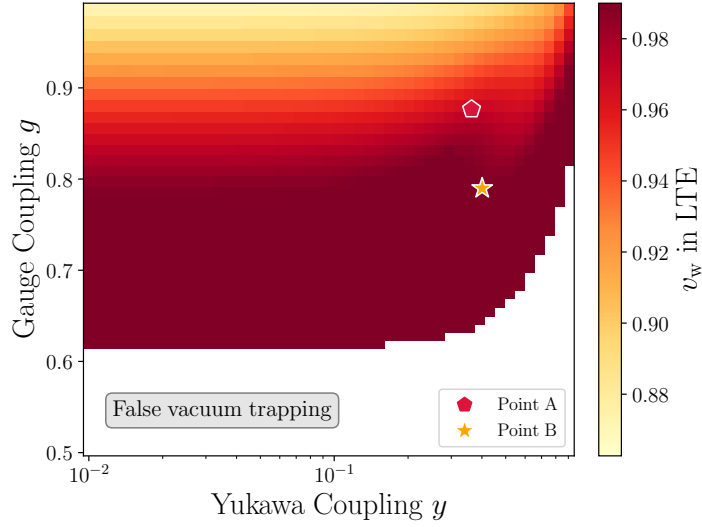 0.9
0.8
0.7
0.6
0.5
Gauge Coupling g
10⁻²
10⁻¹
Yukawa Coupling y
False vacuum trapping
Point A
Point B
0.98
0.96
0.94
0.92
0.90
0.88
v_w in LTE